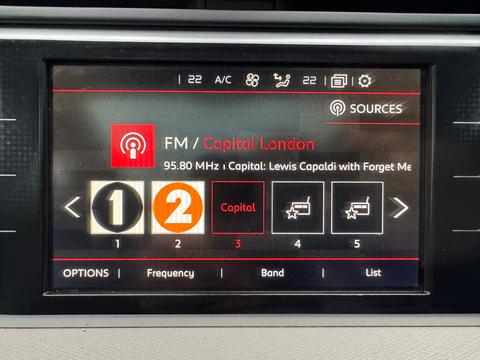 22 A/C 22
SOURCES
FM / Capital London
95.80 MHz ı Capital: Lewis Capaldi with Forget Me
1 2 Capital
1 2 3 4 5
OPTIONS | Frequency | Band | List